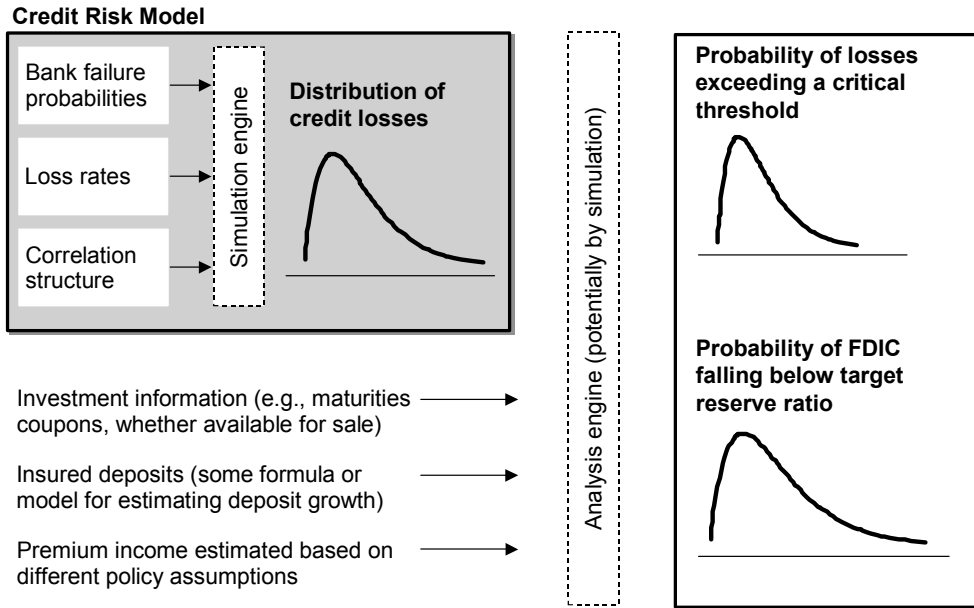 Credit Risk Model
Bank failure
probabilities
Loss rates
Correlation
structure
Simulation engine
Distribution of
credit losses
Investment information (e.g., maturities
coupons, whether available for sale)
Insured deposits (some formula or
model for estimating deposit growth)
Premium income estimated based on
different policy assumptions
Analysis engine (potentially by simulation)
Probability of losses
exceeding a critical
threshold
Probability of FDIC
falling below target
reserve ratio